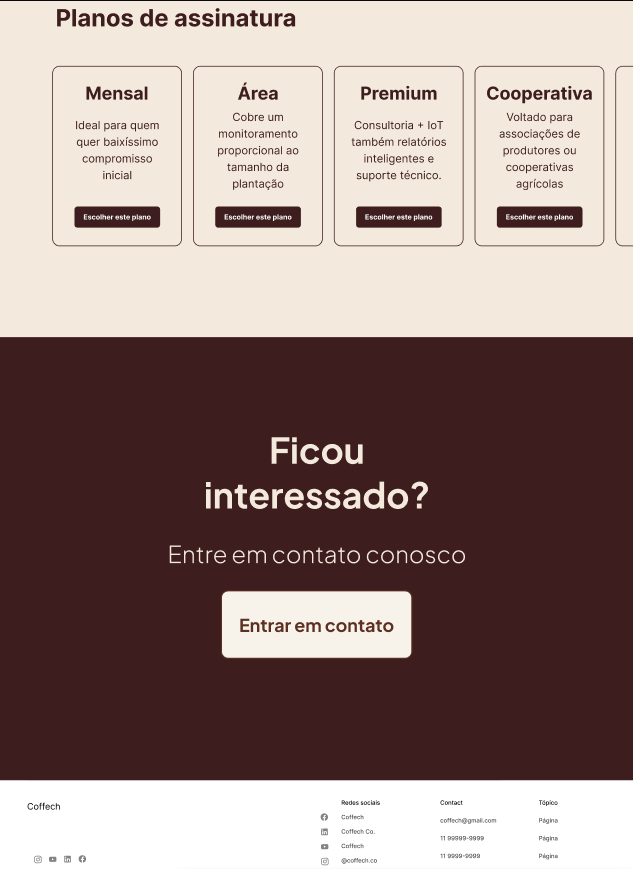 Planos de assinatura
Mensal
Ideal para quem
quer baixíssimo
compromisso
inicial
Escolher este plano
Área
Cobre um
monitoramento
proporcional ao
tamanho da
plantação
Escolher este plano
Premium
Consultoria + IoT
também relatórios
inteligentes e
suporte técnico.
Escolher este plano
Cooperativa
Voltado para
associações de
produtores ou
cooperativas
agrícolas
Escolher este plano
Ficou
interessado?
Entre em contato conosco
Entrar em contato
Coffech
Redes sociais
Coffech
Coffech Co.
Coffech
@coffech.co
Contact
coffech@gmail.com
11 99999-9999
11 9999-9999
Tópico
Página
Página
Página